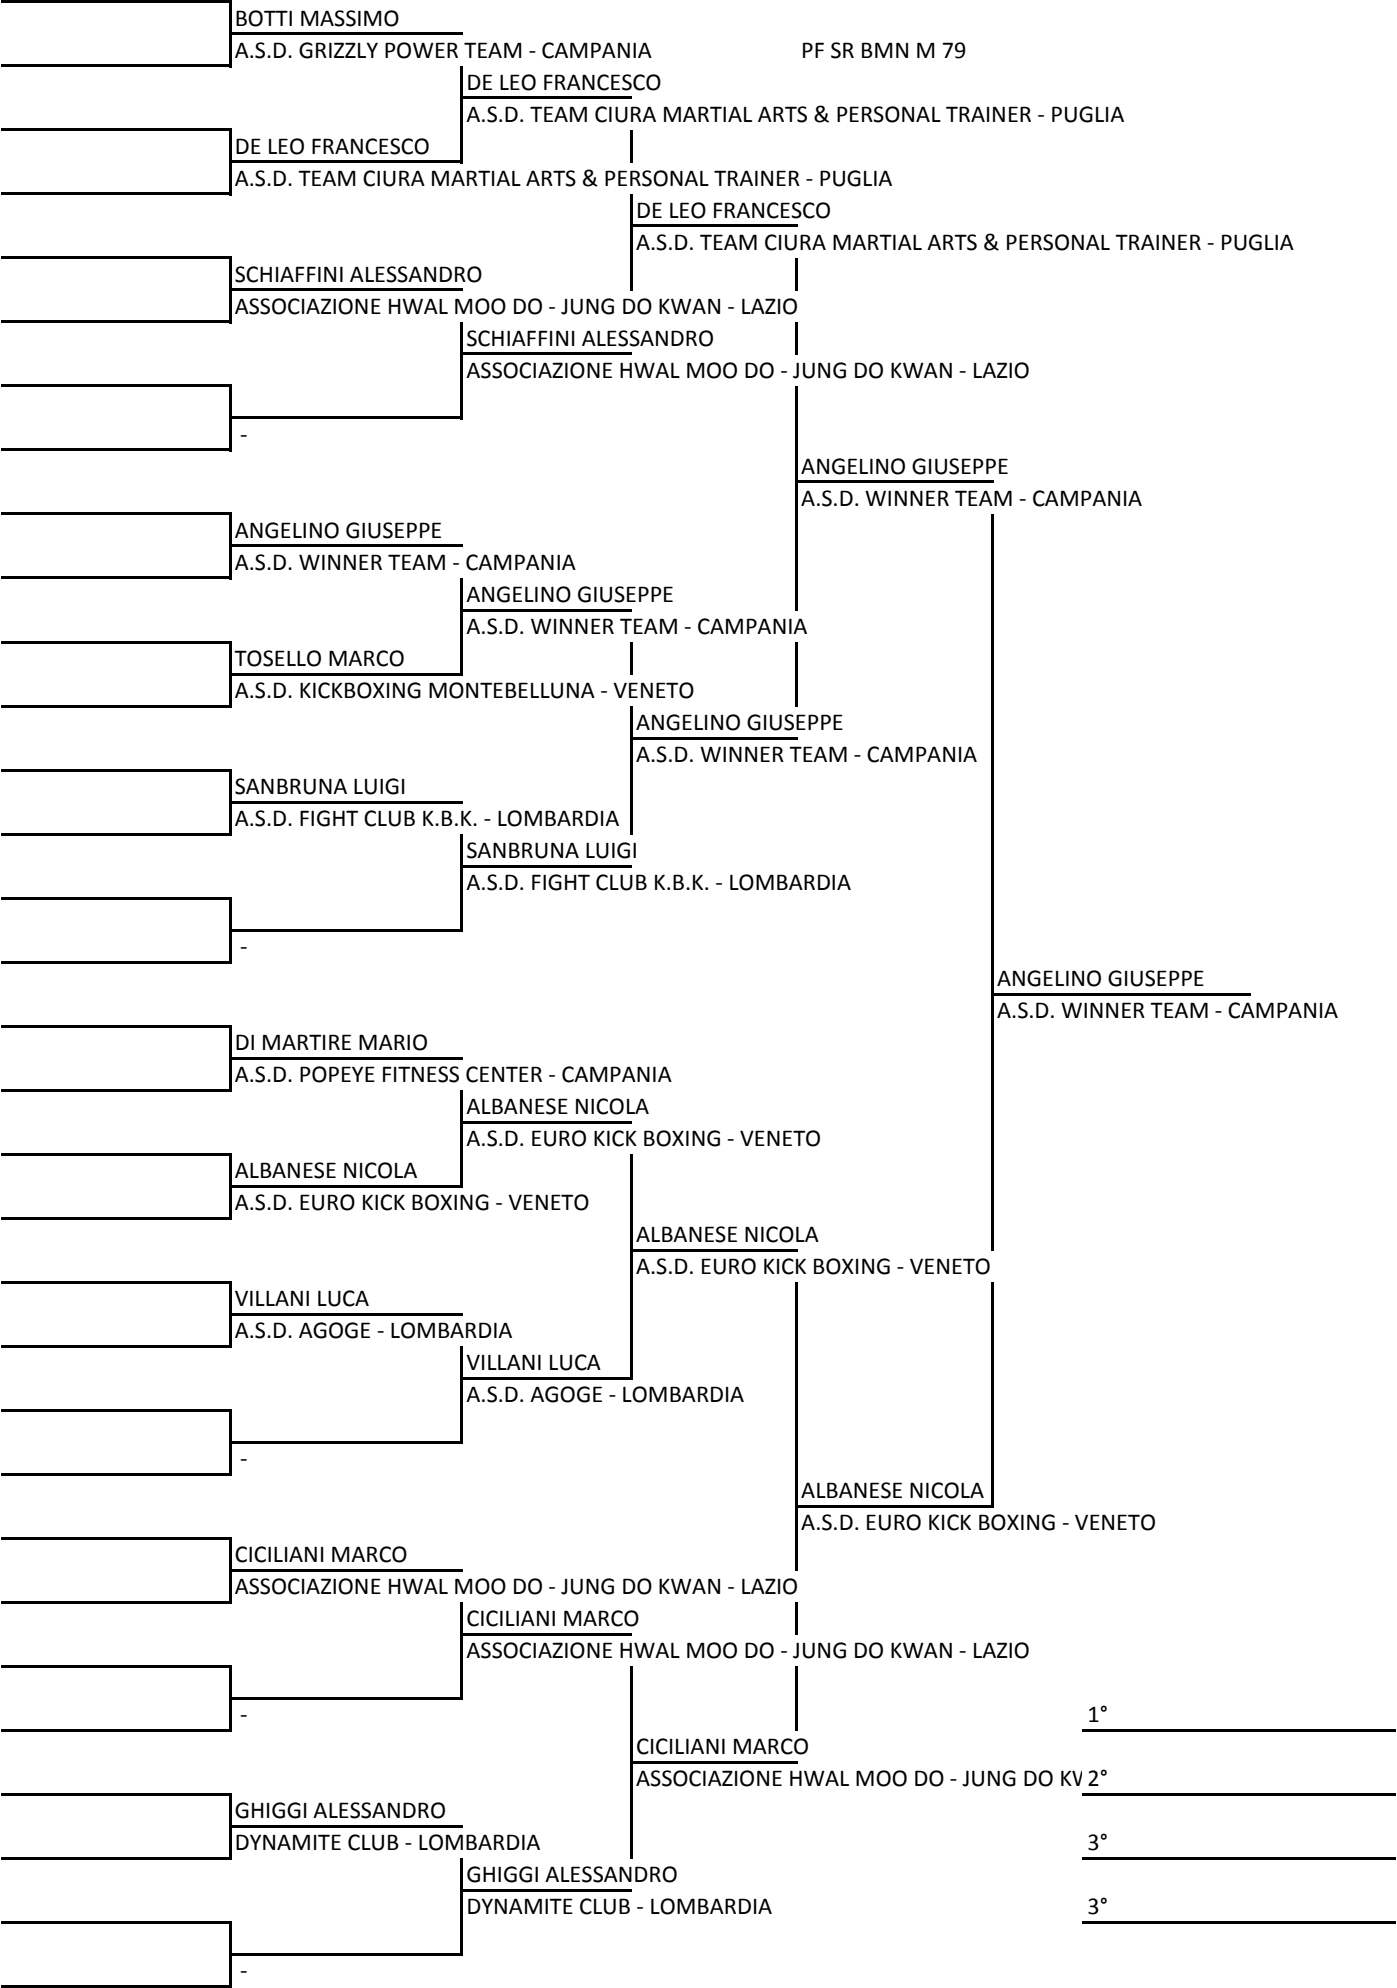 BOTTI MASSIMO
A.S.D. GRIZZLY POWER TEAM - CAMPANIA
PF SR BMN M 79
DE LEO FRANCESCO
A.S.D. TEAM CIURA MARTIAL ARTS & PERSONAL TRAINER - PUGLIA
DE LEO FRANCESCO
A.S.D. TEAM CIURA MARTIAL ARTS & PERSONAL TRAINER - PUGLIA
DE LEO FRANCESCO
A.S.D. TEAM CIURA MARTIAL ARTS & PERSONAL TRAINER - PUGLIA
SCHIAFFINI ALESSANDRO
ASSOCIAZIONE HWAL MOO DO - JUNG DO KWAN - LAZIO
SCHIAFFINI ALESSANDRO
ASSOCIAZIONE HWAL MOO DO - JUNG DO KWAN - LAZIO
-
ANGELINO GIUSEPPE
A.S.D. WINNER TEAM - CAMPANIA
ANGELINO GIUSEPPE
A.S.D. WINNER TEAM - CAMPANIA
ANGELINO GIUSEPPE
A.S.D. WINNER TEAM - CAMPANIA
TOSELLO MARCO
A.S.D. KICKBOXING MONTEBELLUNA - VENETO
ANGELINO GIUSEPPE
A.S.D. WINNER TEAM - CAMPANIA
SANBRUNA LUIGI
A.S.D. FIGHT CLUB K.B.K. - LOMBARDIA
SANBRUNA LUIGI
A.S.D. FIGHT CLUB K.B.K. - LOMBARDIA
-
ANGELINO GIUSEPPE
A.S.D. WINNER TEAM - CAMPANIA
DI MARTIRE MARIO
A.S.D. POPEYE FITNESS CENTER - CAMPANIA
ALBANESE NICOLA
A.S.D. EURO KICK BOXING - VENETO
ALBANESE NICOLA
A.S.D. EURO KICK BOXING - VENETO
ALBANESE NICOLA
A.S.D. EURO KICK BOXING - VENETO
VILLANI LUCA
A.S.D. AGOGE - LOMBARDIA
VILLANI LUCA
A.S.D. AGOGE - LOMBARDIA
-
ALBANESE NICOLA
A.S.D. EURO KICK BOXING - VENETO
CICILIANI MARCO
ASSOCIAZIONE HWAL MOO DO - JUNG DO KWAN - LAZIO
CICILIANI MARCO
ASSOCIAZIONE HWAL MOO DO - JUNG DO KWAN - LAZIO
-
1°
CICILIANI MARCO
ASSOCIAZIONE HWAL MOO DO - JUNG DO
2°
GHIGGI ALESSANDRO
DYNAMITE CLUB - LOMBARDIA
3°
GHIGGI ALESSANDRO
DYNAMITE CLUB - LOMBARDIA
3°
-